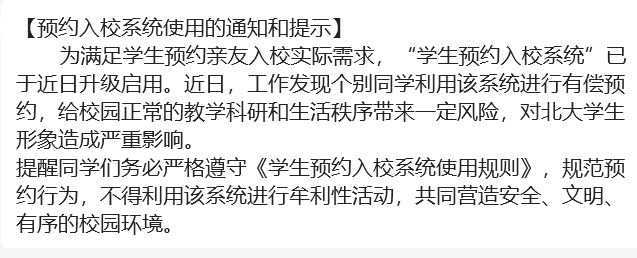 【预约入校系统使用的通知和提示】
为满足学生预约亲友入校实际需求，“学生预约入校系统”已
于近日升级启用。近日，工作发现个别同学利用该系统进行有偿预
约，给校园正常的教学科研和生活秩序带来一定风险，对北大学生
形象造成严重影响。
提醒同学们务必严格遵守《学生预约入校系统使用规则》，规范预
约行为，不得利用该系统进行牟利性活动，共同营造安全、文明、
有序的校园环境。